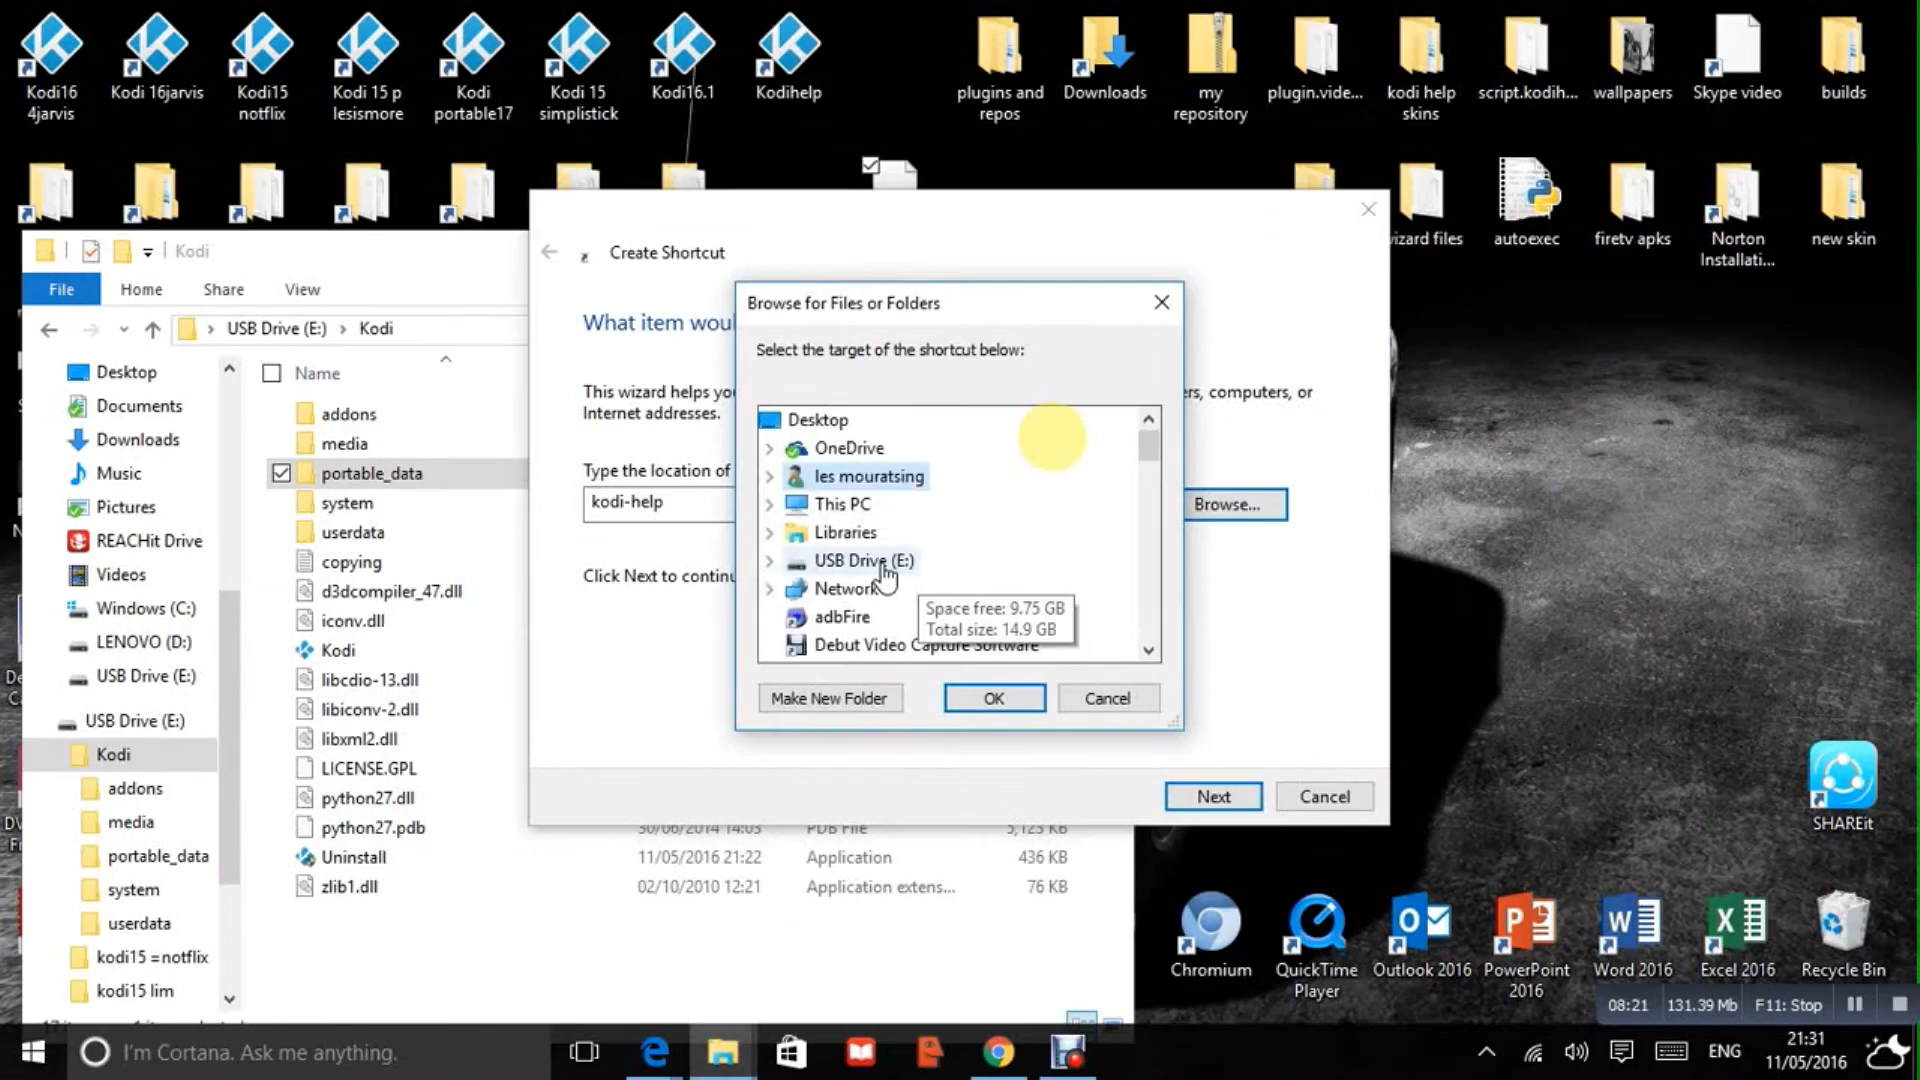 Kodi16 4jarvis
Kodi 16jarvis
Kodi15 notflix
Kodi 15 p lesismore
Kodi portable17
Kodi 15 simplistick
Kodi16.1
Kodihelp
plugins and repos
Downloads
my repository
plugin.vide...
kodi help skins
script.kodih...
wallpapers
Skype video
builds
autoexec
firetv apks
Norton Installati...
new skin
Kodi
File
Home
Share
View
USB Drive (E:)
Kodi
Desktop
Documents
Downloads
Music
Pictures
REACHit Drive
Videos
Windows (C:)
LENOVO (D:)
USB Drive (E:)
USB Drive (E:)
Kodi
addons
media
portable_data
system
userdata
kodi15 =notflix
kodi15 lim
Name
addons
media
portable_data
system
userdata
copying
d3dcompiler_47.dll
iconv.dll
Kodi
libcdio-13.dll
libiconv-2.dll
libxml2.dll
LICENSE.GPL
python27.dll
python27.pdb 30/06/2014 14:03 PDB File 5,123 KB
Uninstall 11/05/2016 21:22 Application 436 KB
zlib1.dll 02/10/2010 12:21 Application extens... 76 KB
Create Shortcut
What item
This wizard helps
computers, or
Internet addresses.
Type the location of
kodi-help
Browse...
Click Next to
Next
Cancel
Browse for Files or Folders
Select the target of the shortcut below:
Desktop
OneDrive
les mouratsing
This PC
Libraries
USB Drive (E:)
Network
adbFire
Debut Video Capture Software
Space free: 9.75 GB
Total size: 14.9 GB
Make New Folder
OK
Cancel
SHAREit
Chromium
QuickTime Player
Outlook 2016
PowerPoint 2016
Word 2016
Excel 2016
Recycle Bin
08:21 131.39 Mb F11: Stop
I'm Cortana. Ask me anything.
ENG
21:31
11/05/2016